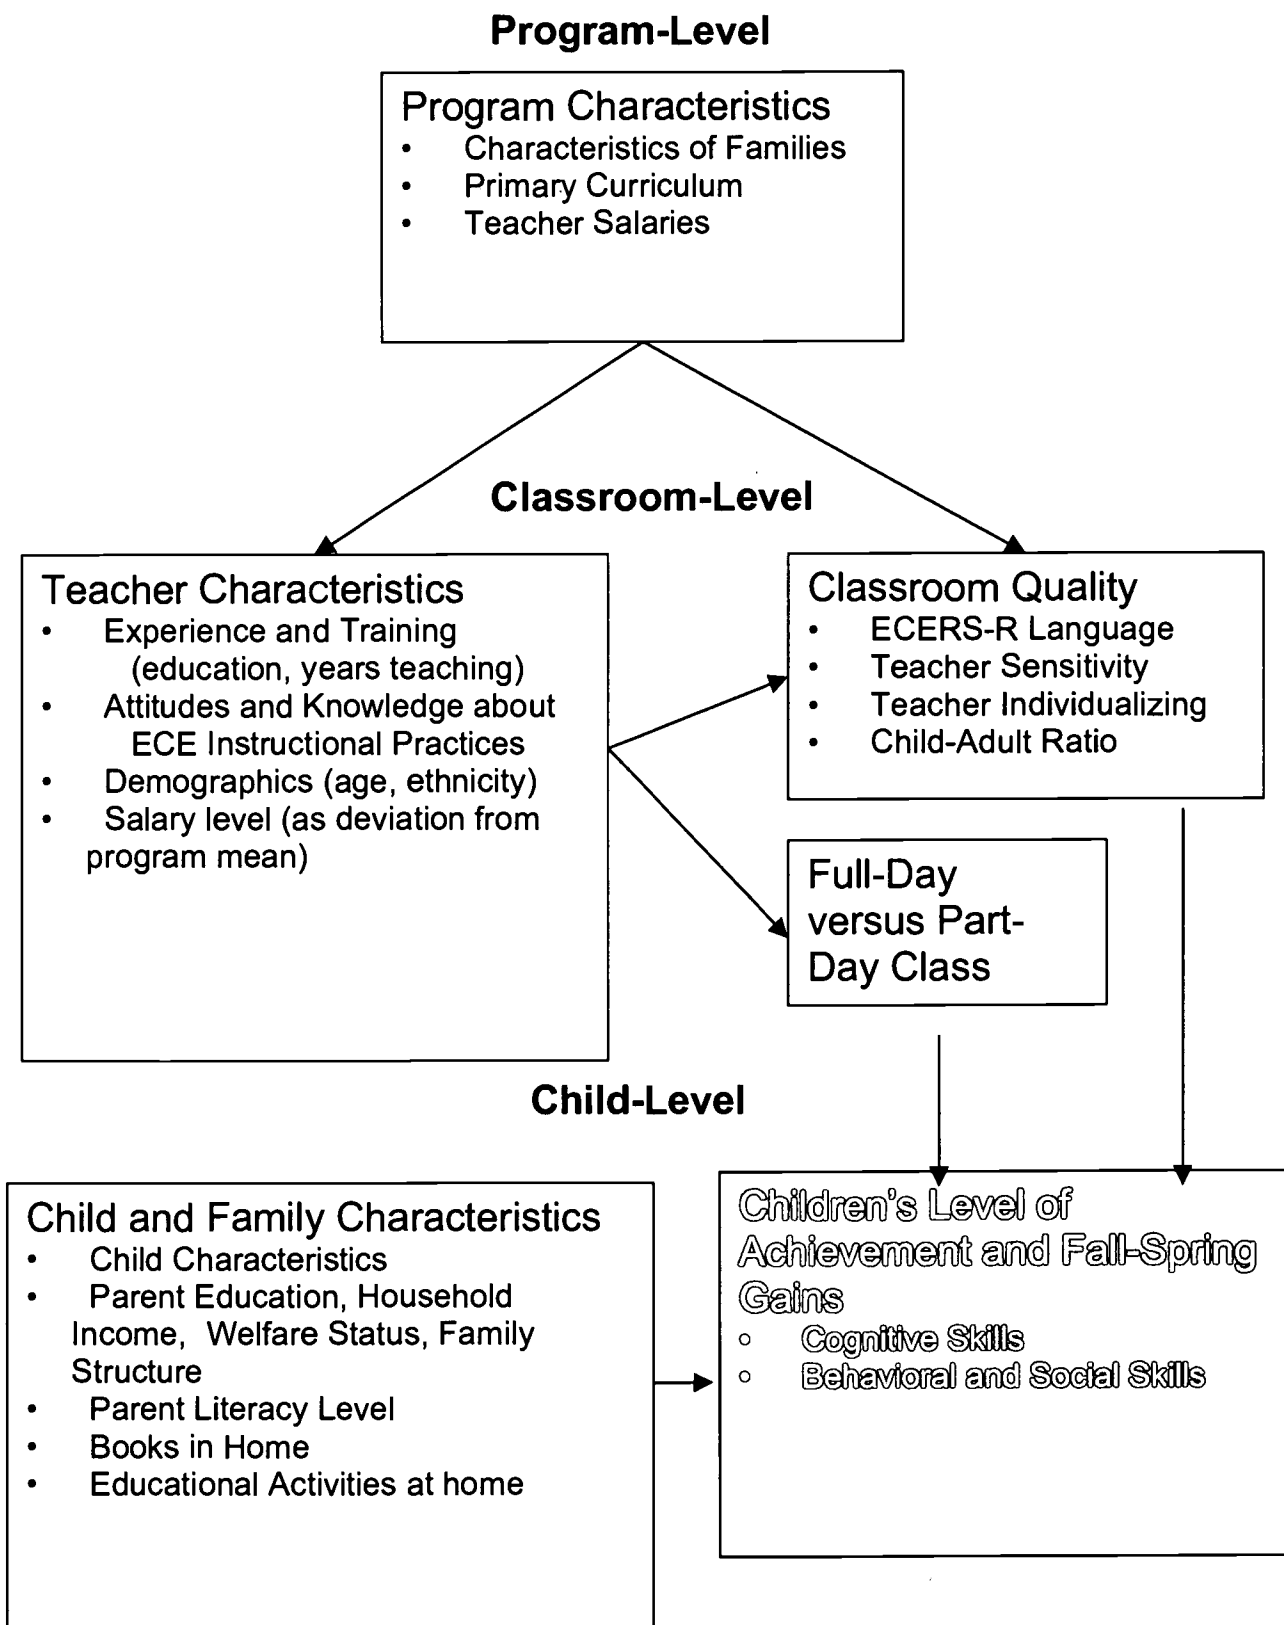 Program-Level
Program Characteristics
• Characteristics of Families
• Primary Curriculum
• Teacher Salaries
Classroom-Level
Teacher Characteristics
• Experience and Training
(education, years teaching)
• Attitudes and Knowledge about
ECE Instructional Practices
• Demographics (age, ethnicity)
• Salary level (as deviation from
program mean)
Classroom Quality
• ECERS-R Language
• Teacher Sensitivity
• Teacher Individualizing
• Child-Adult Ratio
Full-Day
versus Part-
Day Class
Child-Level
Child and Family Characteristics
• Child Characteristics
• Parent Education, Household
Income, Welfare Status, Family
Structure
• Parent Literacy Level
• Books in Home
• Educational Activities at home
Children's Level of
Achievement and Fall-Spring
Gains
○ Cognitive Skills
○ Behavioral and Social Skills